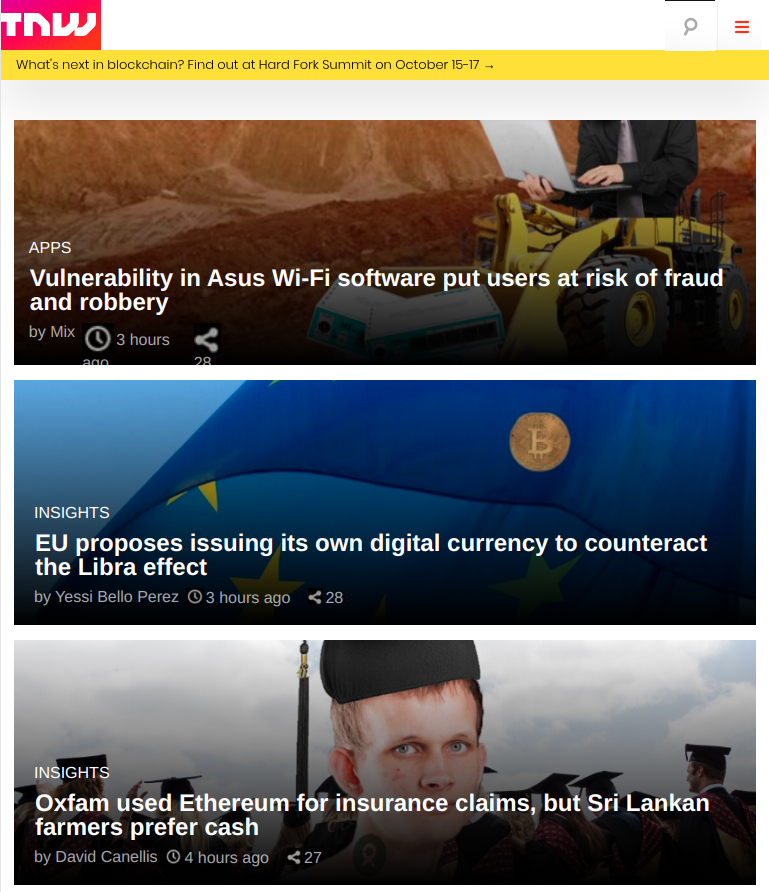 TNW
What's next in blockchain? Find out at Hard Fork Summit on October 15-17 →
APPS
Vulnerability in Asus Wi-Fi software put users at risk of fraud
and robbery
by Mix 3 hours
ago 28
INSIGHTS
EU proposes issuing its own digital currency to counteract
the Libra effect
by Yessi Bello Perez 3 hours ago 28
INSIGHTS
Oxfam used Ethereum for insurance claims, but Sri Lankan
farmers prefer cash
by David Canellis 4 hours ago 27